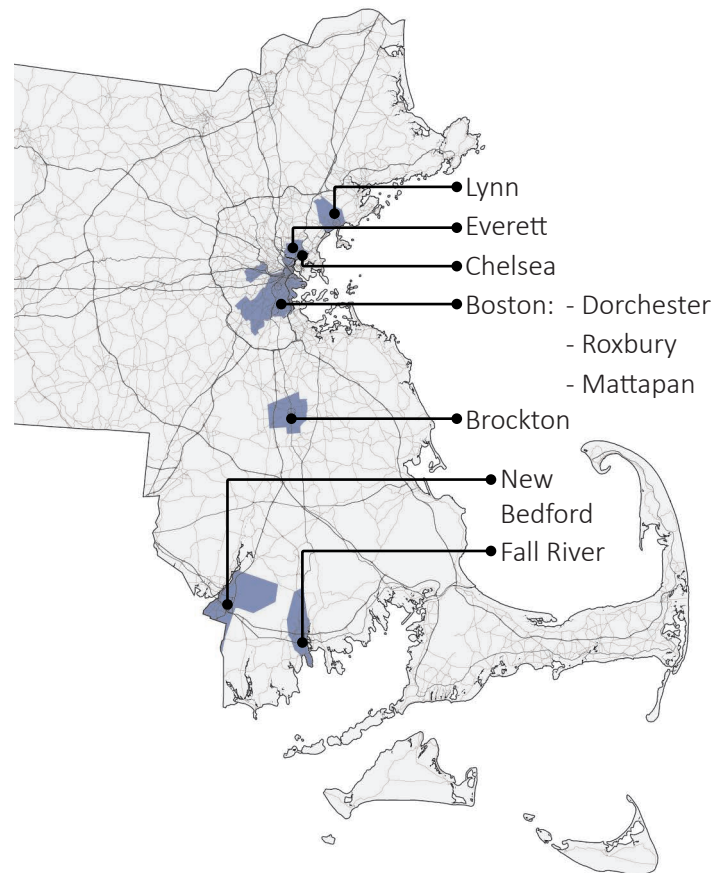 Lynn
Everett
Chelsea
Boston: - Dorchester
- Roxbury
- Mattapan
Brockton
New
Bedford
Fall River